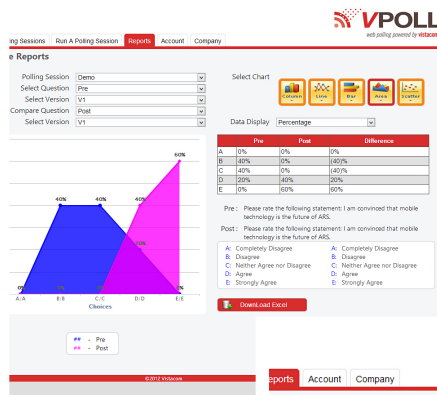 VPOLL
web polling powered by vistacom
ing Sessions Run A Polling Session Reports Account Company
e Reports
Polling Session Demo
Select Question Pre
Select Version V1
Compare Question Post
Select Version V1
Select Chart
Column Line Bar Area Scatter
Data Display Percentage
Pre Post Difference
A 0% 0% 0%
B 40% 0% (40)%
C 40% 0% (40)%
D 20% 40% 20%
E 0% 60% 60%
60%
40% 40% 40%
20%
0% 0% 0% 0%
A/A B/B C/C D/D E/E
Choices
## - Pre
## - Post
Pre : Please rate the following statement: I am convinced that mobile
technology is the future of ARS.
Post : Please rate the following statement: I am convinced that mobile
technology is the future of ARS.
A: Completely Disagree A: Completely Disagree
B: Disagree B: Disagree
C: Neither Agree nor Disagree C: Neither Agree nor Disagree
D: Agree D: Agree
E: Strongly Agree E: Strongly Agree
DownLoad Excel
©2012 Vistacom
eports Account Company